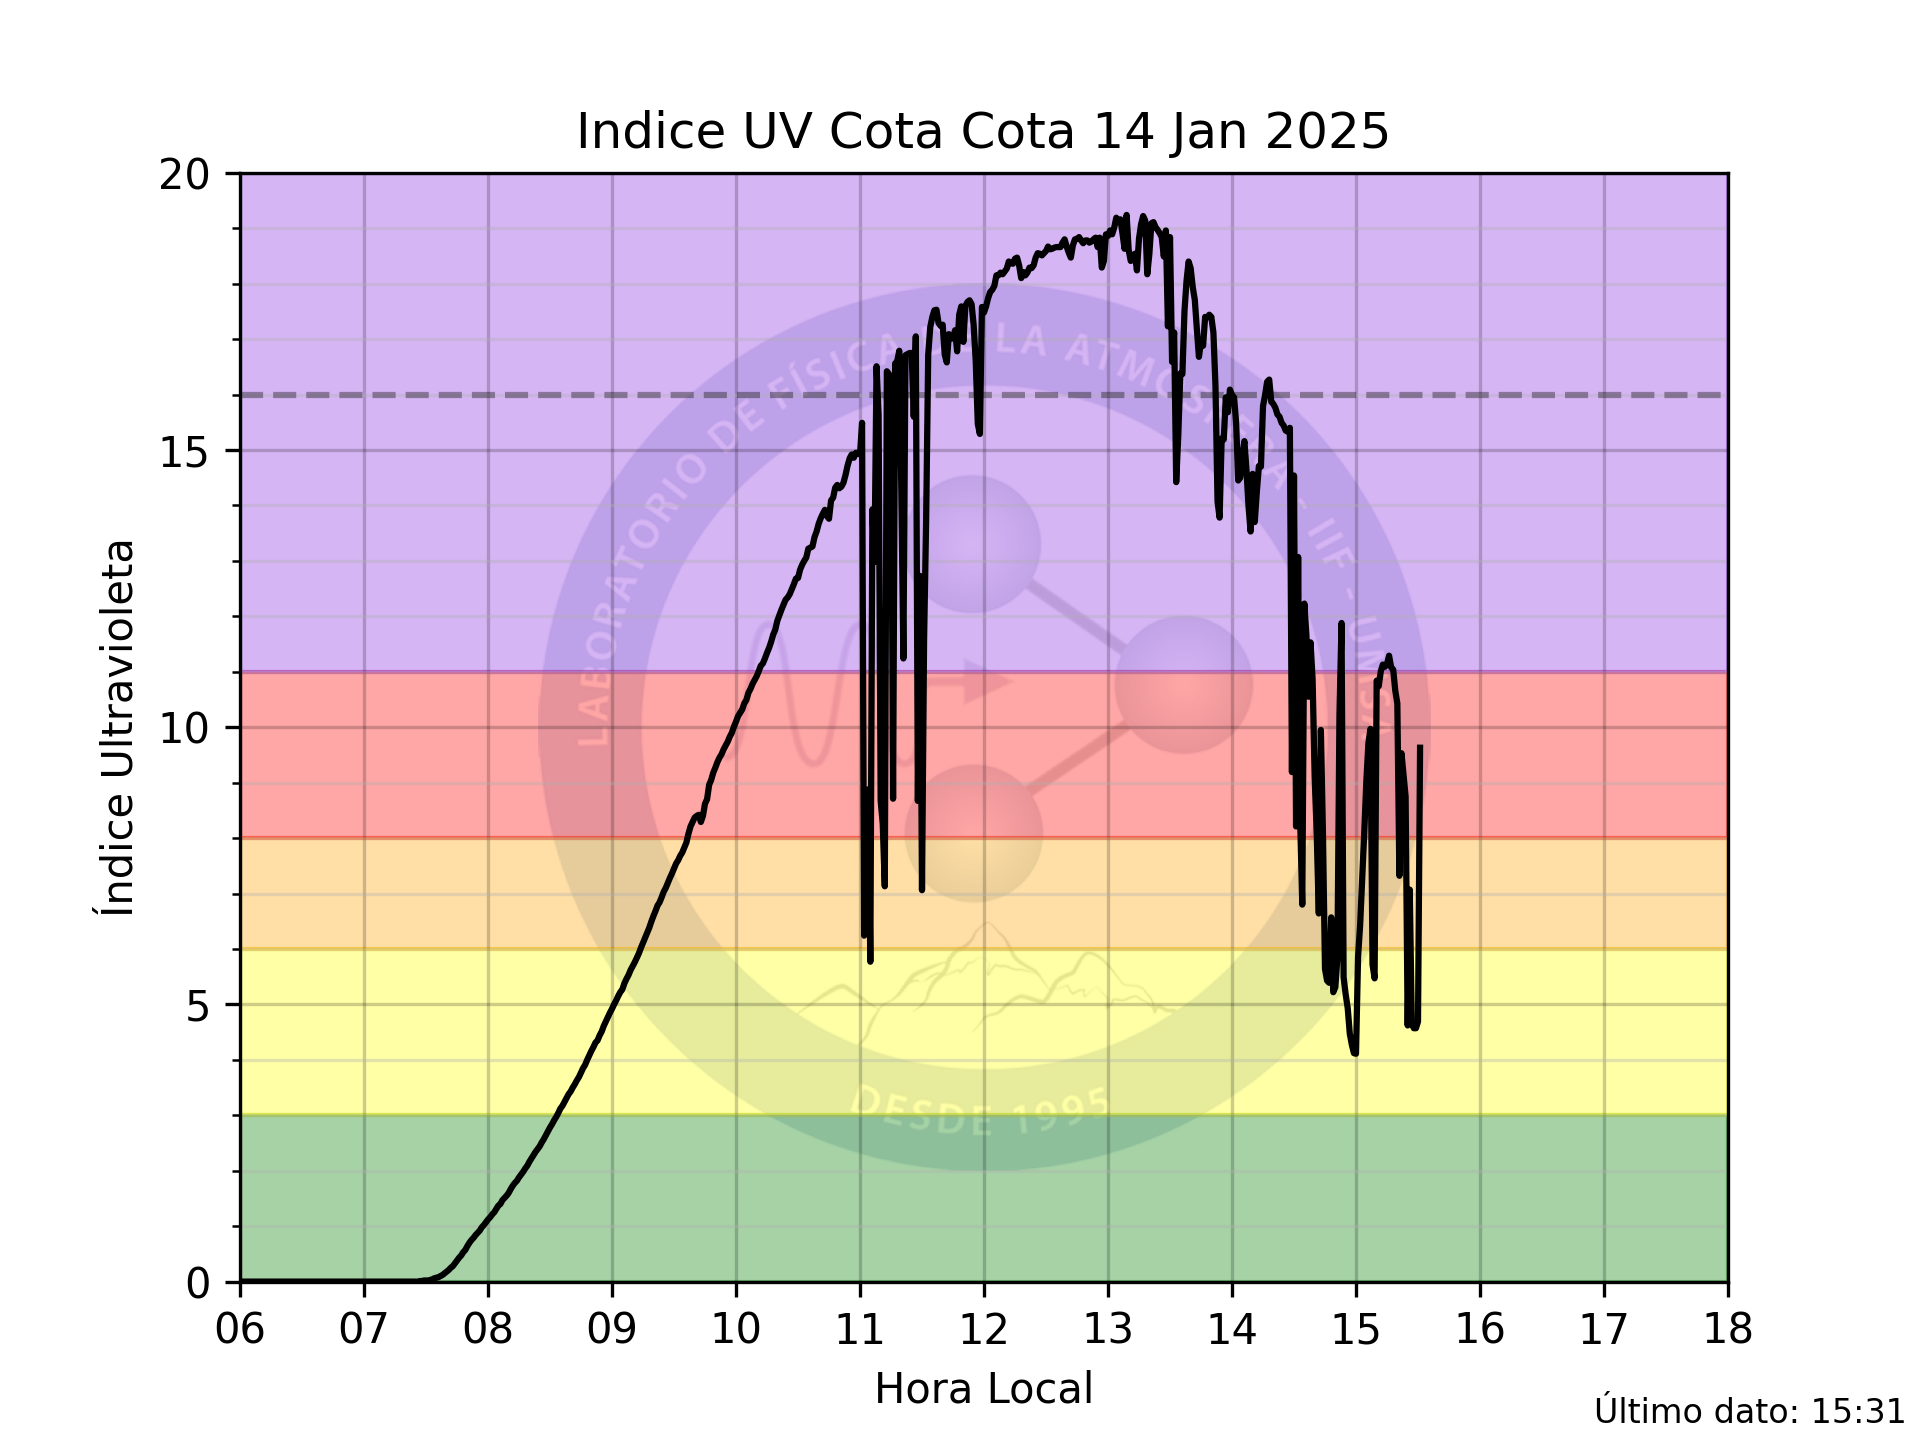 Indice UV Cota Cota 14 Jan 2025
20
15
10
5
0
Índice Ultravioleta
LABORATORIO DE FÍSICA LA ATMOSFERA - IIF - UMSA
DESDE 1995
06 07 08 09 10 11 12 13 14 15 16 17 18
Hora Local
Último dato: 15:31